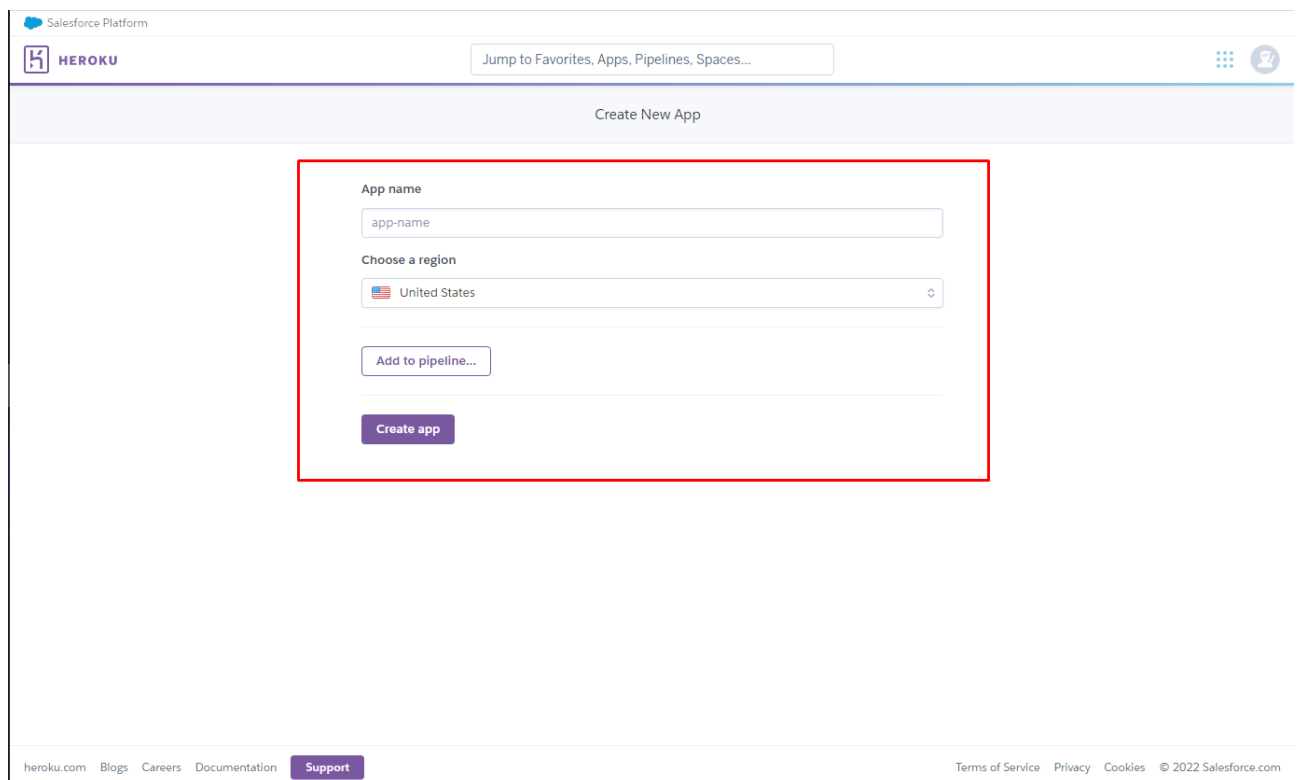 Salesforce Platform
HEROKU
Jump to Favorites, Apps, Pipelines, Spaces...
Create New App
App name
app-name
Choose a region
United States
Add to pipeline...
Create app
heroku.com Blogs Careers Documentation Support Terms of Service Privacy Cookies © 2022 Salesforce.com